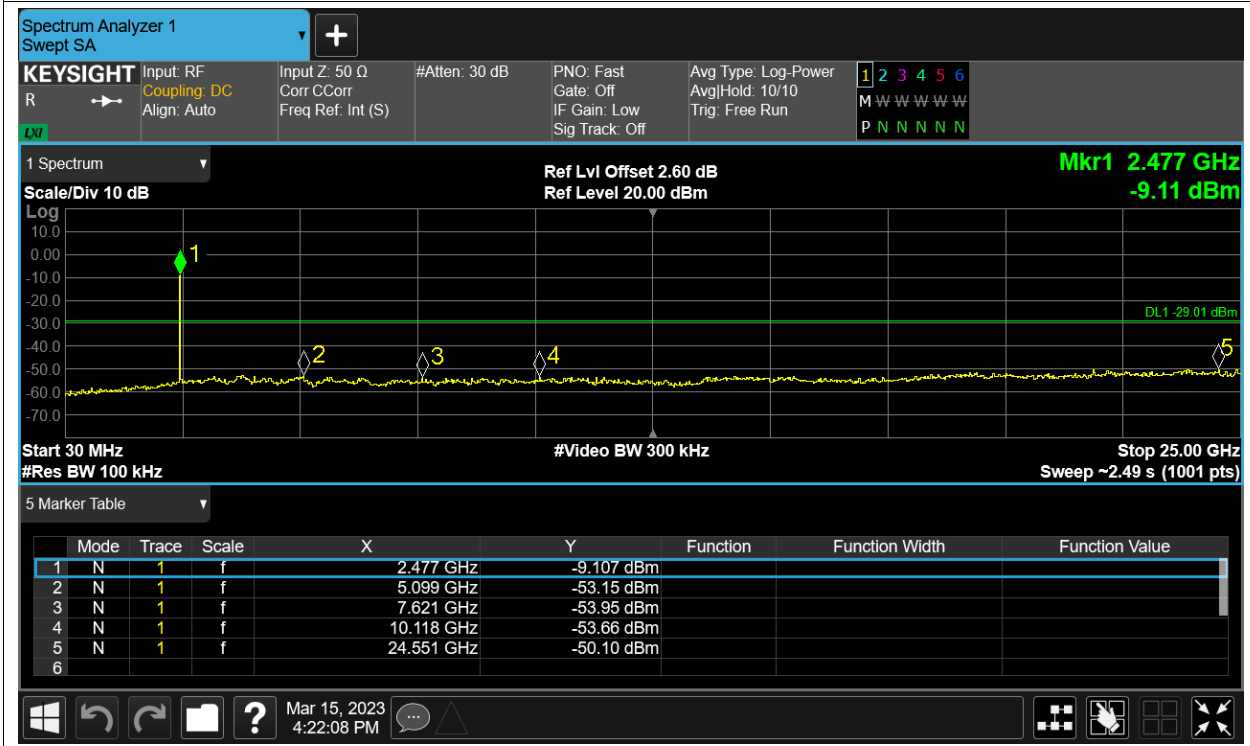 Spectrum Analyzer 1
Swept SA
+
KEYSIGHT Input: RF Input Z: 50 Ω #Atten: 30 dB PNO: Fast Avg Type: Log-Power 1 2 3 4 5 6
R Coupling: DC Corr CCorr Gate: Off Avg|Hold: 10/10 M W W W W W
Align: Auto Freq Ref: Int (S) IF Gain: Low Trig: Free Run
LXI Sig Track: Off P N N N N N
1 Spectrum Ref Lvl Offset 2.60 dB Mkr1 2.477 GHz
Scale/Div 10 dB Ref Level 20.00 dBm -9.11 dBm
Log
10.0
0.00 1
-10.0
-20.0
DL1 -29.01 dBm
-30.0
-40.0 2 3 4 5
-50.0
-60.0
-70.0
Start 30 MHz #Video BW 300 kHz Stop 25.00 GHz
#Res BW 100 kHz Sweep ~2.49 s (1001 pts)
5 Marker Table
Mode Trace Scale X Y Function Function Width Function Value
1 N 1 f 2.477 GHz -9.107 dBm
2 N 1 f 5.099 GHz -53.15 dBm
3 N 1 f 7.621 GHz -53.95 dBm
4 N 1 f 10.118 GHz -53.66 dBm
5 N 1 f 24.551 GHz -50.10 dBm
6
? Mar 15, 2023
4:22:08 PM